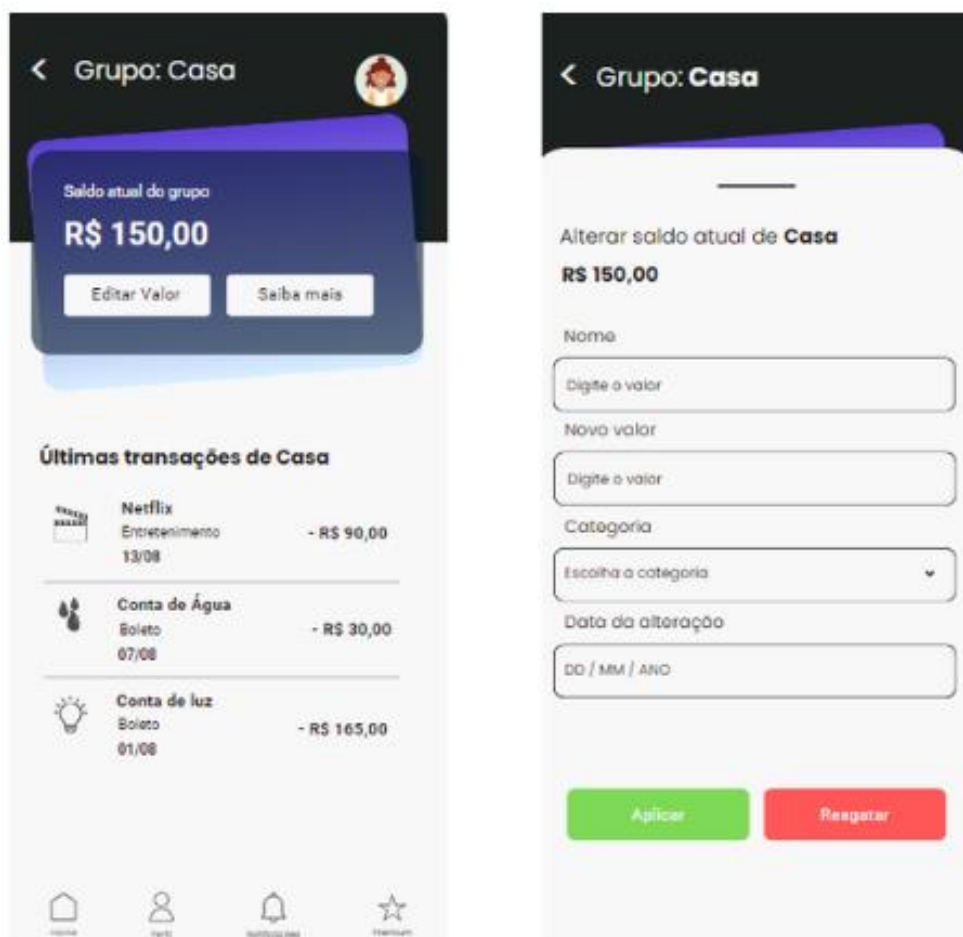 Grupo: Casa
Saldo atual do grupo
R$ 150,00
Editar Valor
Saiba mais
Últimas transações de Casa
Netflix
Entretenimento
13/08
- R$ 90,00
Conta de Água
Boleto
07/08
- R$ 30,00
Conta de luz
Boleto
01/08
- R$ 165,00
Home
Perfil
Notificações
Premium
Grupo: Casa
Alterar saldo atual de Casa
R$ 150,00
Nome
Digite o valor
Novo valor
Digite o valor
Categoria
Escolha a categoria
Data da alteração
DD / MM / ANO
Aplicar
Resgatar